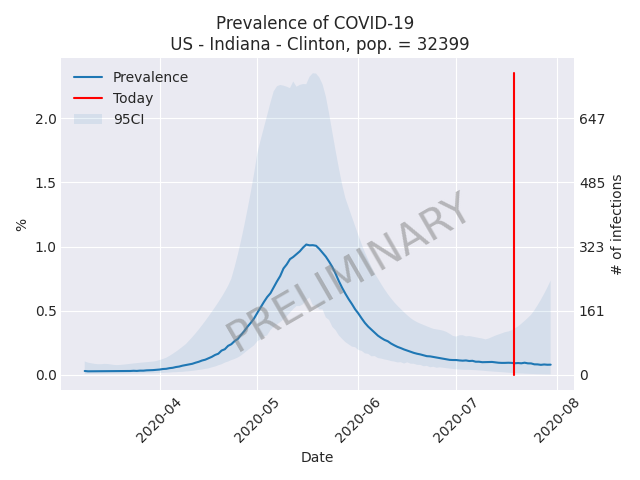 Prevalence of COVID-19
US - Indiana - Clinton, pop. = 32399
Prevalence
Today
95CI
2.0
1.5
1.0
0.5
0.0
%
647
485
323
161
0
# of infections
PRELIMINARY
2020-04
2020-05
2020-06
2020-07
2020-08
Date